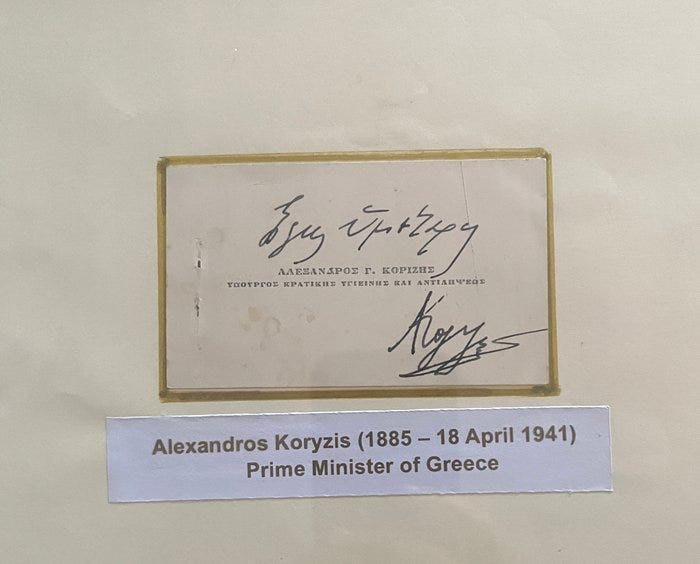 ΑΛΕΞΑΝΔΡΟΣ Γ. ΚΟΡΙΖΗΣ
ΥΠΟΥΡΓΟΣ ΚΡΑΤΙΚΗΣ ΥΓΙΕΙΝΗΣ ΚΑΙ ΑΝΤΙΛΗΨΕΩΣ
Alexandros Koryzis (1885 – 18 April 1941)
Prime Minister of Greece